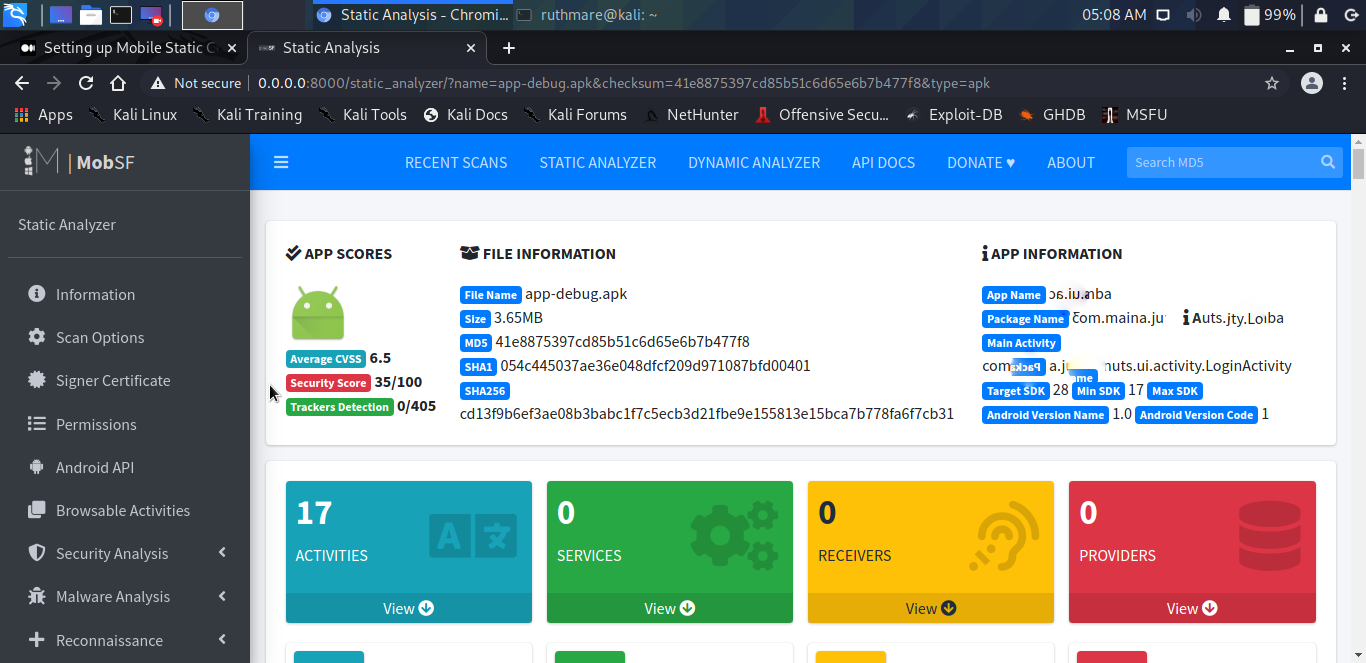 Static Analysis - Chromi... ruthmare@kali: ~ 05:08 AM 99%
Setting up Mobile Static C Static Analysis
Not secure 0.0.0.0:8000/static_analyzer/?name=app-debug.apk&checksum=41e8875397cd85b51c6d65e6b7b477f8&type=apk
Apps Kali Linux Kali Training Kali Tools Kali Docs Kali Forums NetHunter Offensive Secu... Exploit-DB GHDB MSFU
| MobSF
RECENT SCANS STATIC ANALYZER DYNAMIC ANALYZER API DOCS DONATE ♥ ABOUT Search MD5
Static Analyzer
Information
Scan Options
Signer Certificate
Permissions
Android API
Browsable Activities
Security Analysis
Malware Analysis
Reconnaissance
APP SCORES
Average CVSS 6.5
Security Score 35/100
Trackers Detection 0/405
FILE INFORMATION
File Name app-debug.apk
Size 3.65MB
MD5 41e8875397cd85b51c6d65e6b7b477f8
SHA1 054c445037ae36e048dfcf209d971087bfd00401
SHA256
cd13f9b6ef3ae08b3babc1f7c5ecb3d21fbe9e155813e15bca7b778fa6f7cb31
APP INFORMATION
App Name
Package Name com.maina.ju
Main Activity
nuts.ui.activity.LoginActivity
Target SDK 28 Min SDK 17 Max SDK
Android Version Name 1.0 Android Version Code 1
17
ACTIVITIES
View
0
SERVICES
View
0
RECEIVERS
View
0
PROVIDERS
View